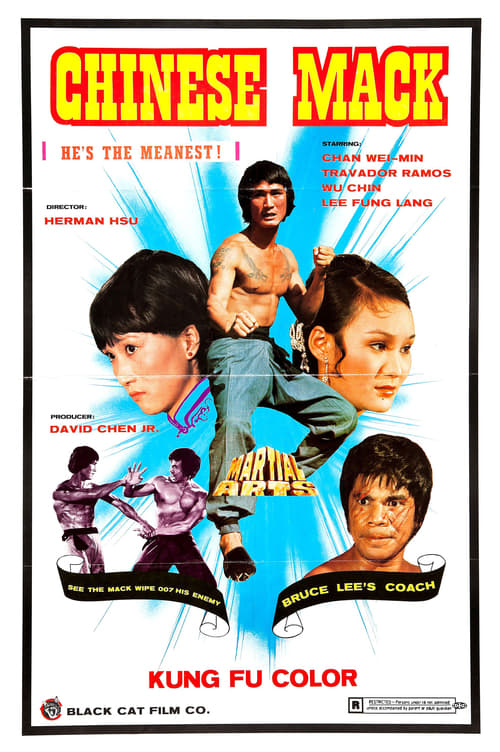 CHINESE MACK
HE'S THE MEANEST!
STARRING:
CHAN WEI-MIN
TRAVADOR RAMOS
WU CHIN
LEE FUNG LANG
DIRECTOR:
HERMAN HSU
PRODUCER:
DAVID CHEN JR.
MARTIAL
ARTS
SEE THE MACK WIPE 007 HIS ENEMY
BRUCE LEE'S COACH
KUNG FU COLOR
BLACK CAT FILM CO.
R
RESTRICTED